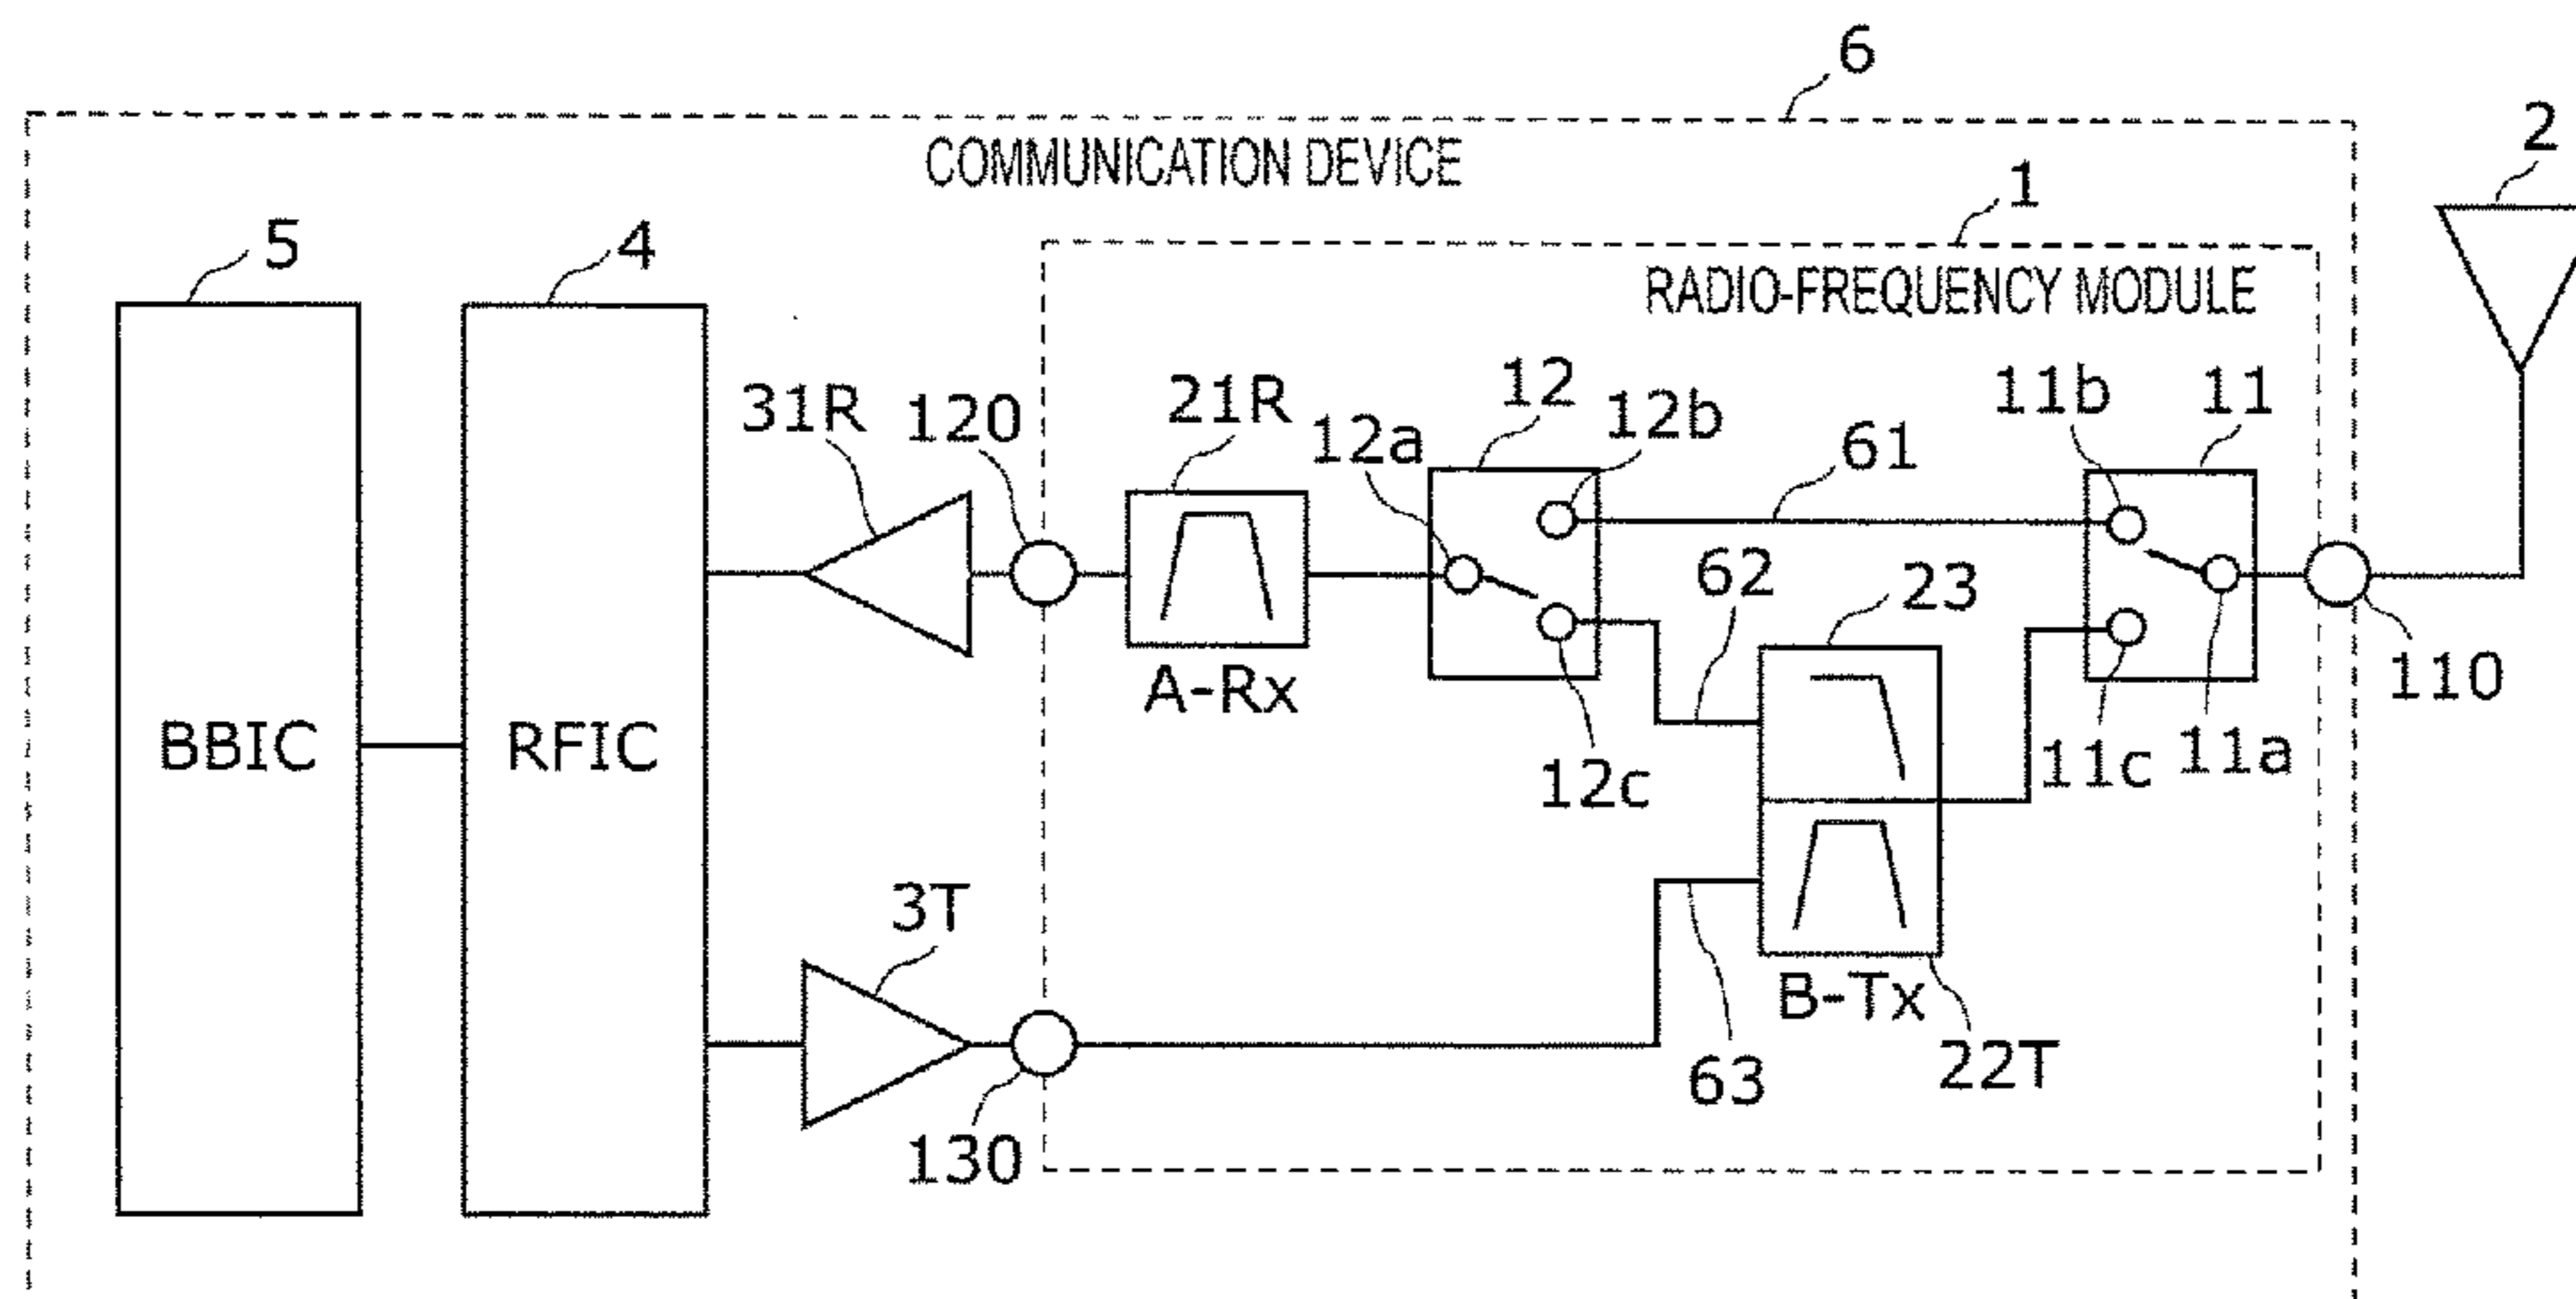 6
COMMUNICATION DEVICE
2
1
5
4
RADIO-FREQUENCY MODULE
31R
120
21R
12a
12
12b
61
11b
11
62
23
A-Rx
110
BBIC
RFIC
12c
11c
11a
3T
B-Tx
63
22T
130